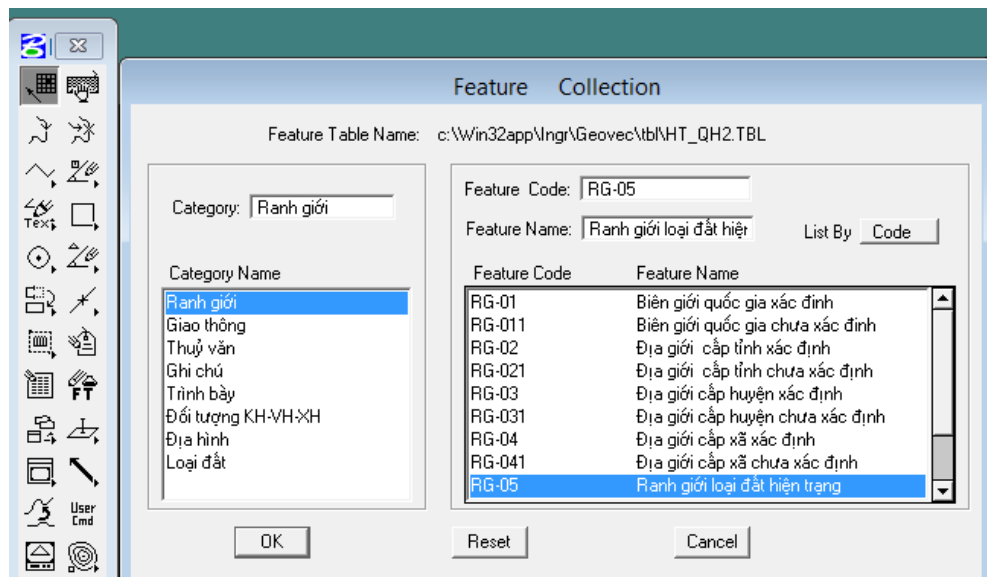 Feature Collection
Feature Table Name: c:\Win32app\Ingr\Geovec\tbl\HT_QH2.TBL
Category: Ranh giới
Category Name
Ranh giới
Giao thông
Thuỷ văn
Ghi chú
Trình bày
Đối tượng KH-VH-XH
Địa hình
Loại đất
Feature Code: RG-05
Feature Name: Ranh giới loại đất hiện
List By Code
Feature Code Feature Name
RG-01 Biên giới quốc gia xác đinh
RG-011 Biên giới quốc gia chưa xác đinh
RG-02 Địa giới cấp tỉnh xác định
RG-021 Địa giới cấp tỉnh chưa xác định
RG-03 Địa giới cấp huyện xác định
RG-031 Địa giới cấp huyện chưa xác định
RG-04 Địa giới cấp xã xác định
RG-041 Địa giới cấp xã chưa xác định
RG-05 Ranh giới loại đất hiện trạng
OK Reset Cancel
Text
FT
User
Cmd